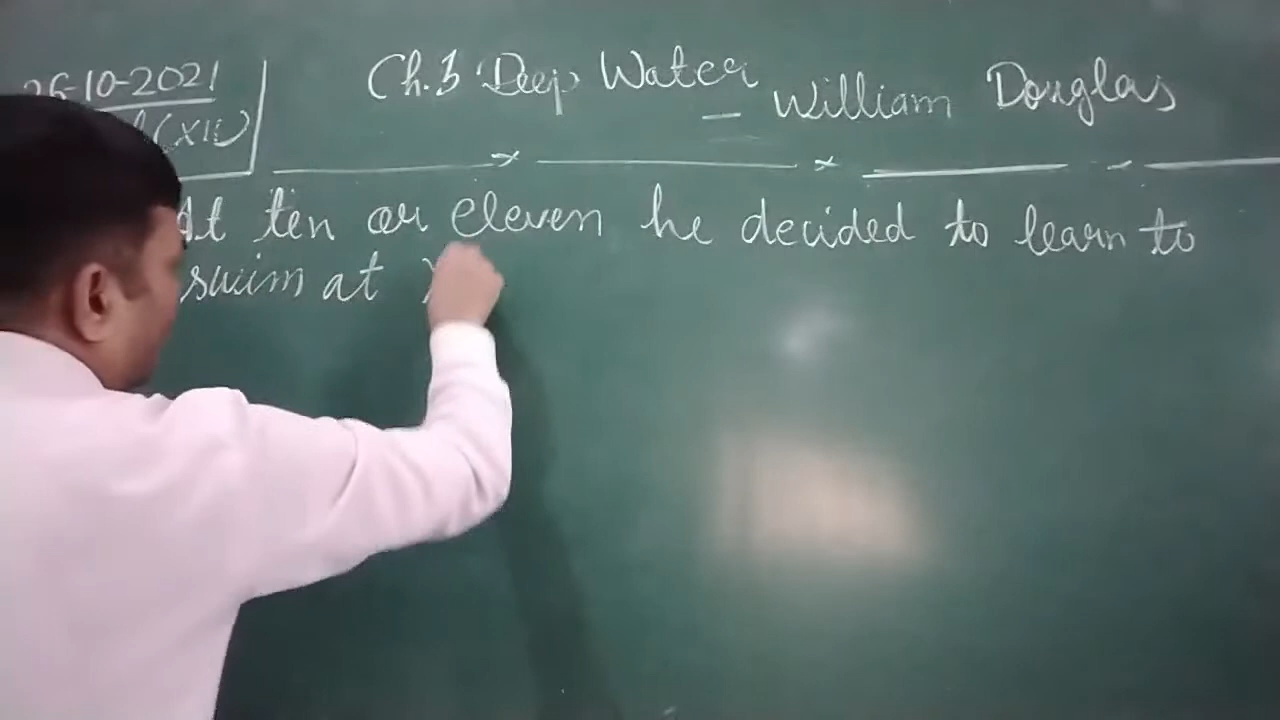 26-10-2021
(XII)
Ch.3 'Deep Water
– William Douglas
At ten or eleven he decided to learn to
swim at